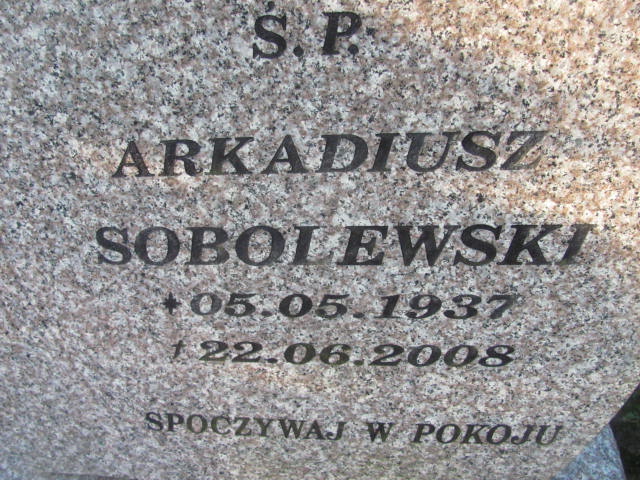 Ś.P.
ARKADIUSZ
SOBOLEWSKI
* 05.05.1937
† 22.06.2008
SPOCZYWAJ W POKOJU